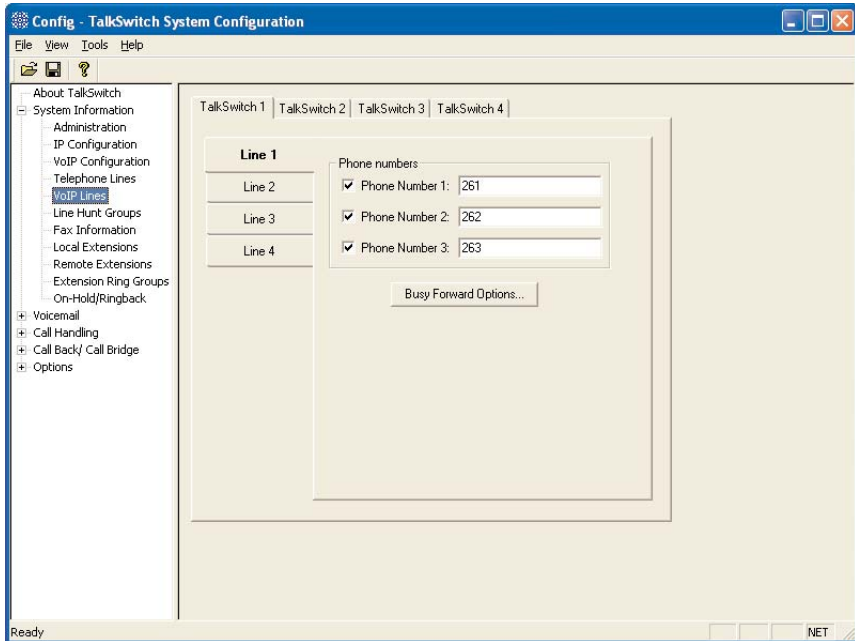 Config - TalkSwitch System Configuration
File View Tools Help
About TalkSwitch
System Information
Administration
IP Configuration
VoIP Configuration
Telephone Lines
VoIP Lines
Line Hunt Groups
Fax Information
Local Extensions
Remote Extensions
Extension Ring Groups
On-Hold/Ringback
Voicemail
Call Handling
Call Back/ Call Bridge
Options
TalkSwitch 1 TalkSwitch 2 TalkSwitch 3 TalkSwitch 4
Line 1
Line 2
Line 3
Line 4
Phone numbers
Phone Number 1: 261
Phone Number 2: 262
Phone Number 3: 263
Busy Forward Options...
Ready NET